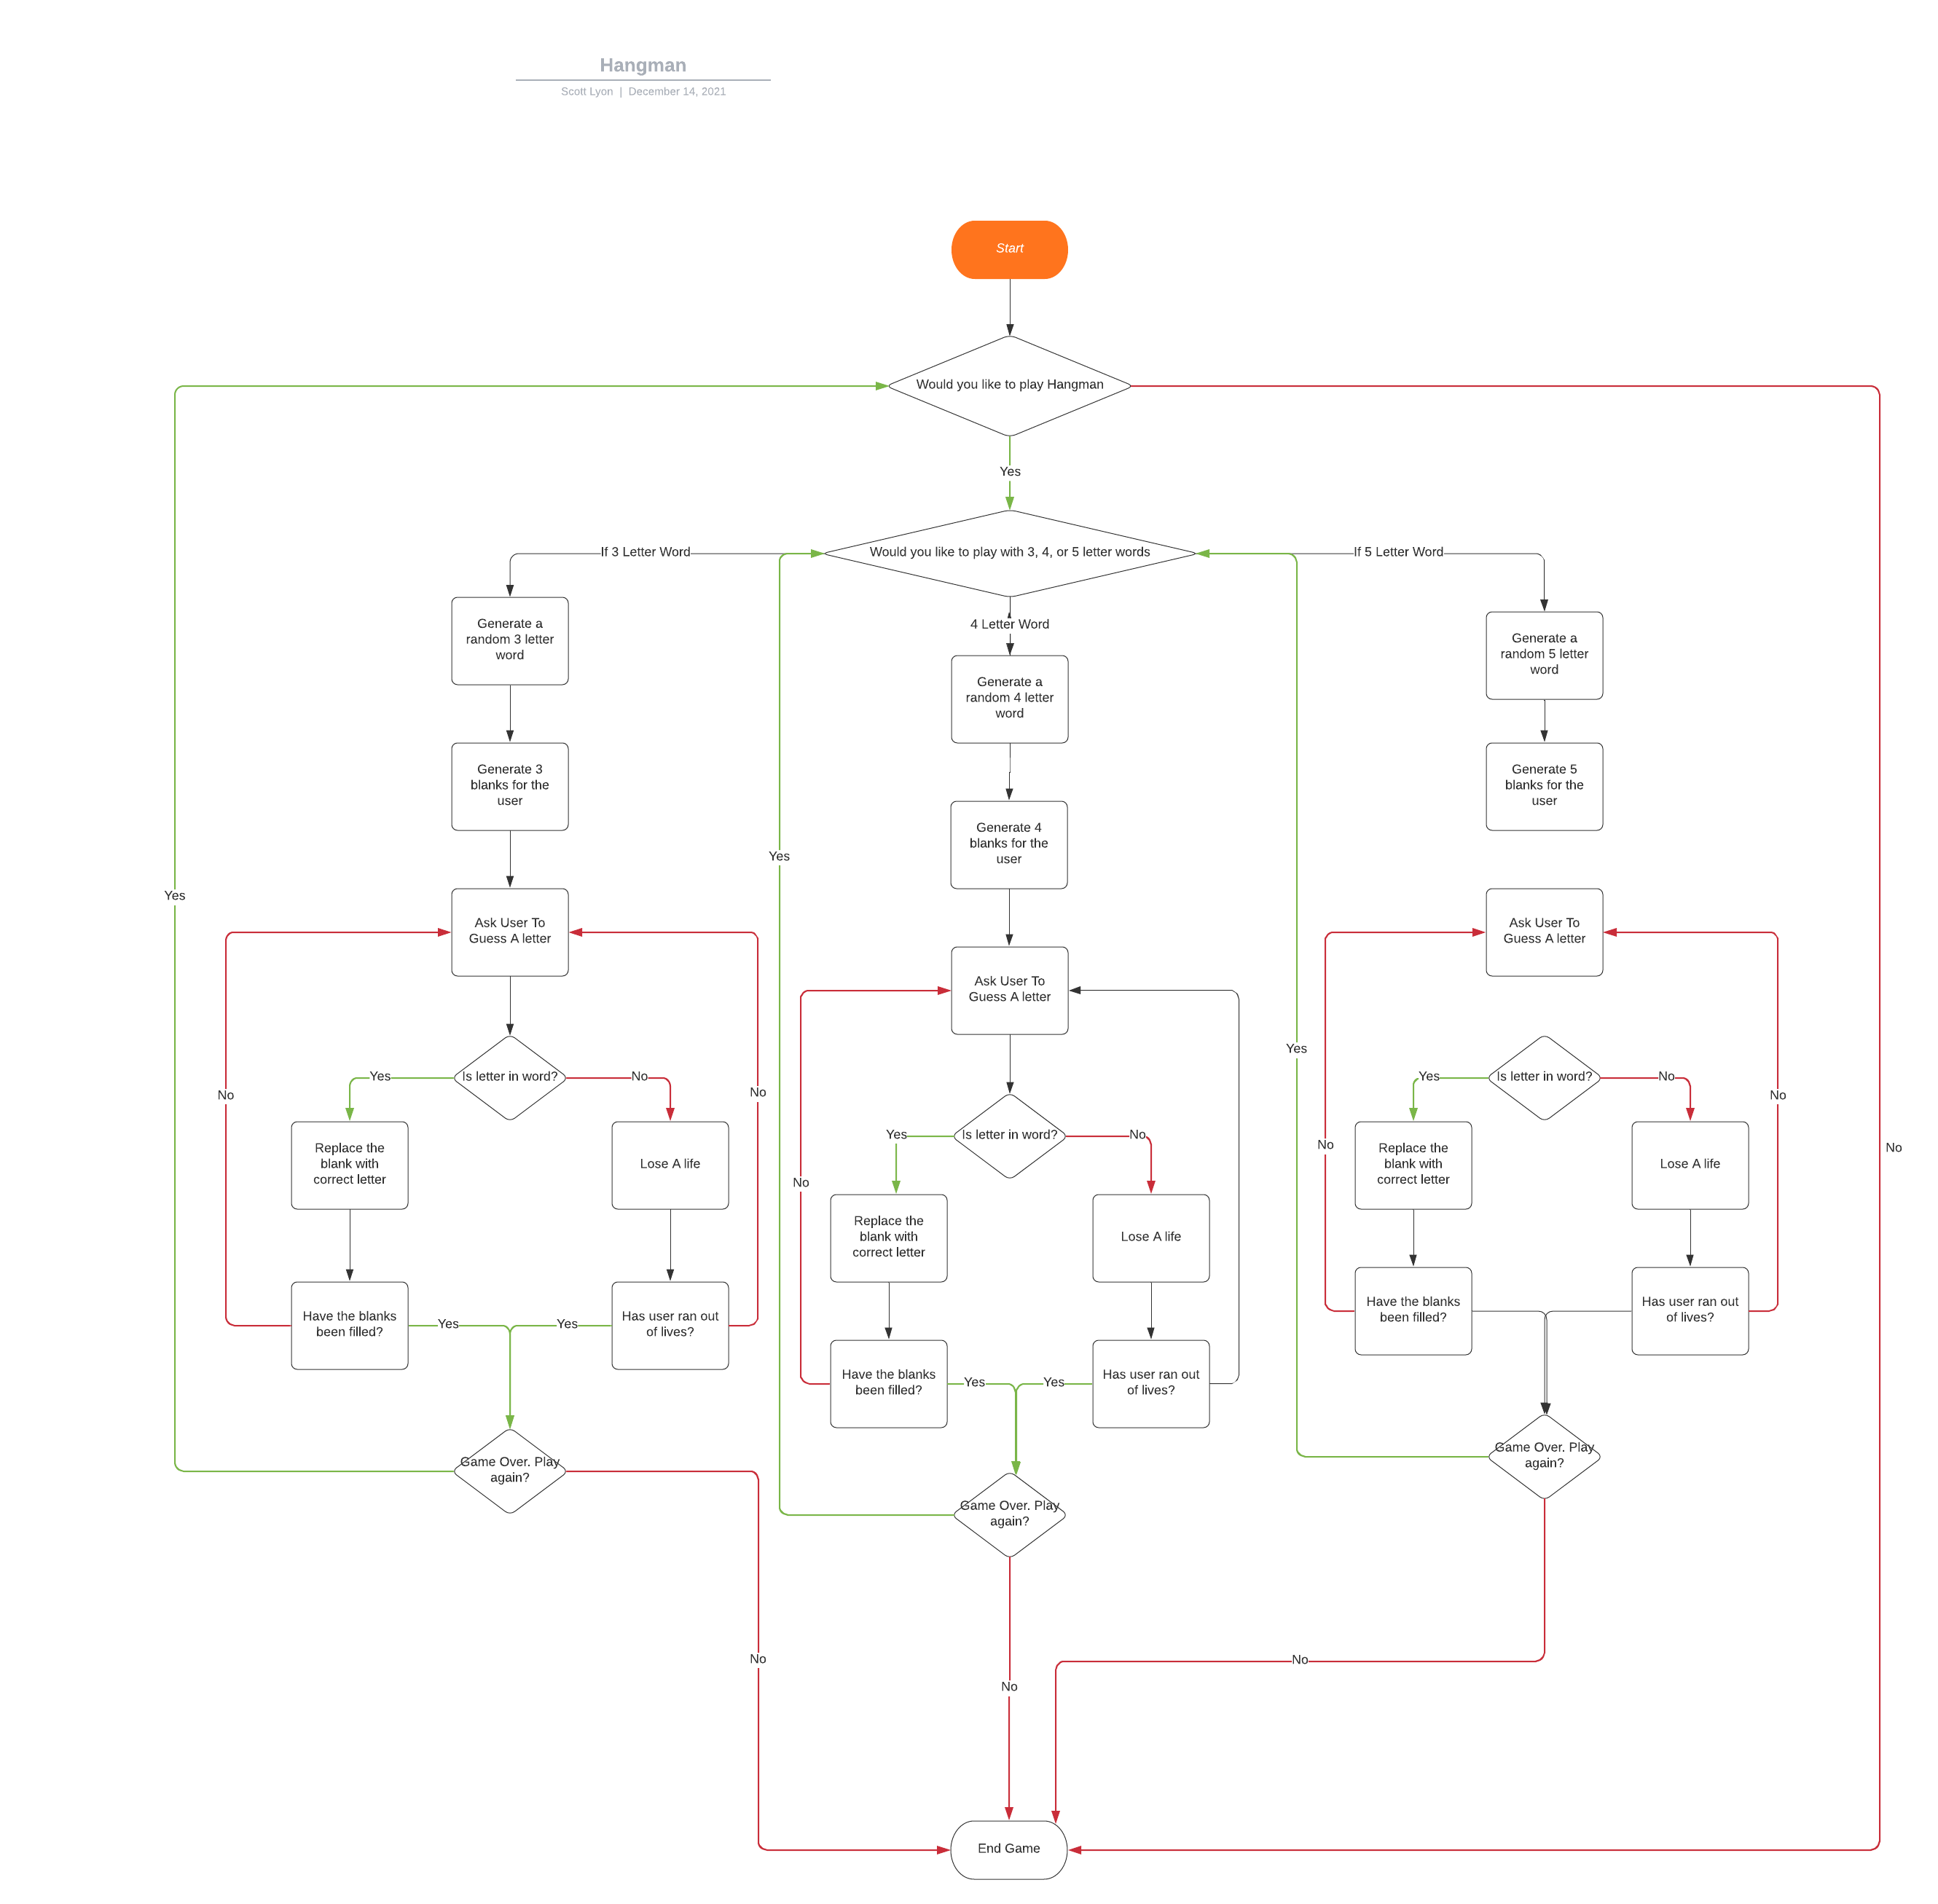 Hangman
Scott Lyon | December 14, 2021
Start
Would you like to play Hangman
Yes
Would you like to play with 3, 4, or 5 letter words
If 3 Letter Word
If 5 Letter Word
4 Letter Word
Generate a
random 3 letter
word
Generate 3
blanks for the
user
Ask User To
Guess A letter
Is letter in word?
Yes
No
Replace the
blank with
correct letter
Lose A life
Have the blanks
been filled?
Has user ran out
of lives?
Yes
Yes
No
No
Game Over. Play
again?
Yes
No
Generate a
random 4 letter
word
Generate 4
blanks for the
user
Ask User To
Guess A letter
Is letter in word?
Yes
No
Replace the
blank with
correct letter
Lose A life
Have the blanks
been filled?
Has user ran out
of lives?
Yes
Yes
No
Game Over. Play
again?
Yes
No
Generate a
random 5 letter
word
Generate 5
blanks for the
user
Ask User To
Guess A letter
Is letter in word?
Yes
No
Replace the
blank with
correct letter
Lose A life
Have the blanks
been filled?
Has user ran out
of lives?
No
No
Game Over. Play
again?
Yes
No
No
End Game